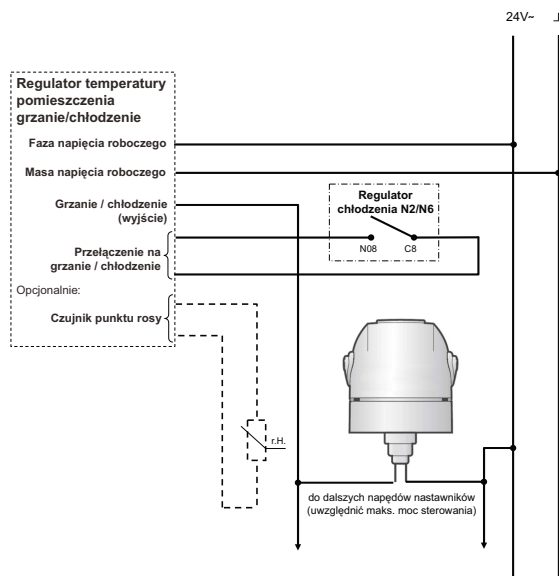 24V~
Regulator temperatury
pomieszczenia
grzanie/chłodzenie
Faza napięcia roboczego
Masa napięcia roboczego
Grzanie / chłodzenie
(wyjście)
Regulator
chłodzenia N2/N6
N08 C8
Przełączenie na
grzanie / chłodzenie
Opcjonalnie:
Czujnik punktu rosy
r.H.
do dalszych napędów nastawników
(uwzględnić maks. moc sterowania)